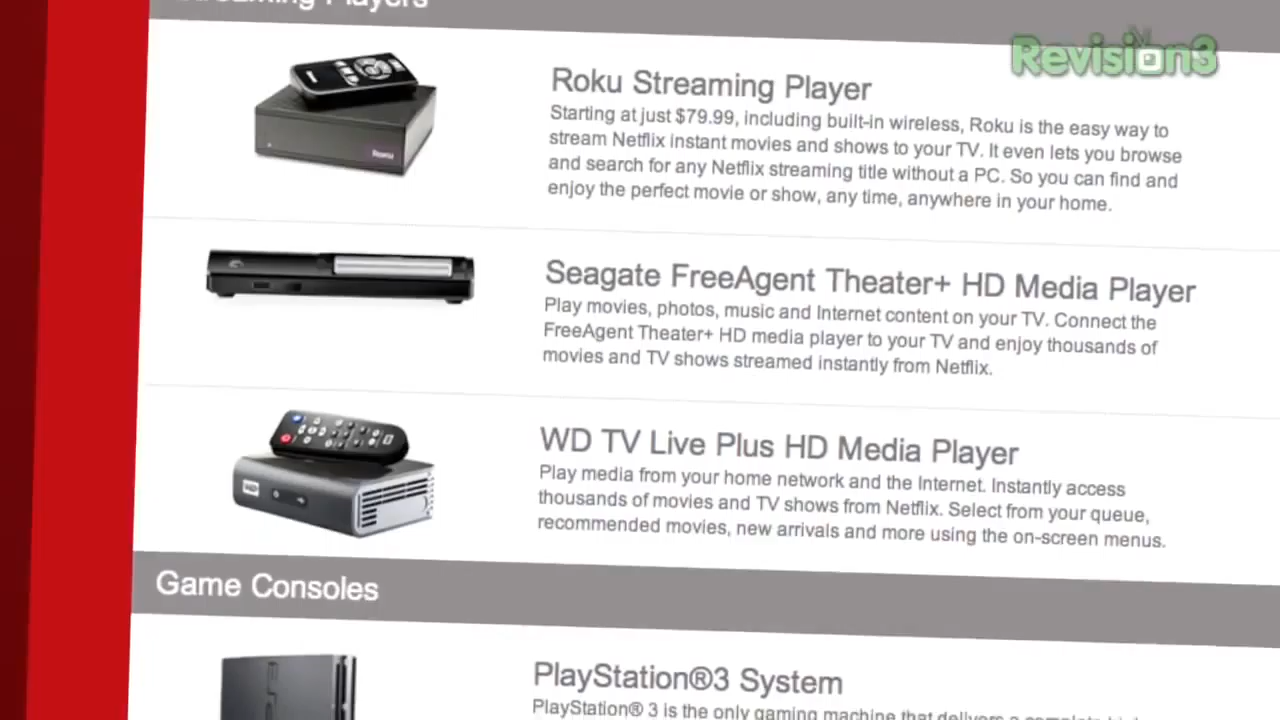 Streaming Players
Revision3
Roku Streaming Player
Starting at just $79.99, including built-in wireless, Roku is the easy way to
stream Netflix instant movies and shows to your TV. It even lets you browse
and search for any Netflix streaming title without a PC. So you can find and
enjoy the perfect movie or show, any time, anywhere in your home.
Roku
Seagate FreeAgent Theater+ HD Media Player
Play movies, photos, music and Internet content on your TV. Connect the
FreeAgent Theater+ HD media player to your TV and enjoy thousands of
movies and TV shows streamed instantly from Netflix.
WD TV Live Plus HD Media Player
Play media from your home network and the Internet. Instantly access
thousands of movies and TV shows from Netflix. Select from your queue,
recommended movies, new arrivals and more using the on-screen menus.
WD
Game Consoles
PlayStation®3 System
PlayStation® 3 is the only gaming machine that delivers a complete high